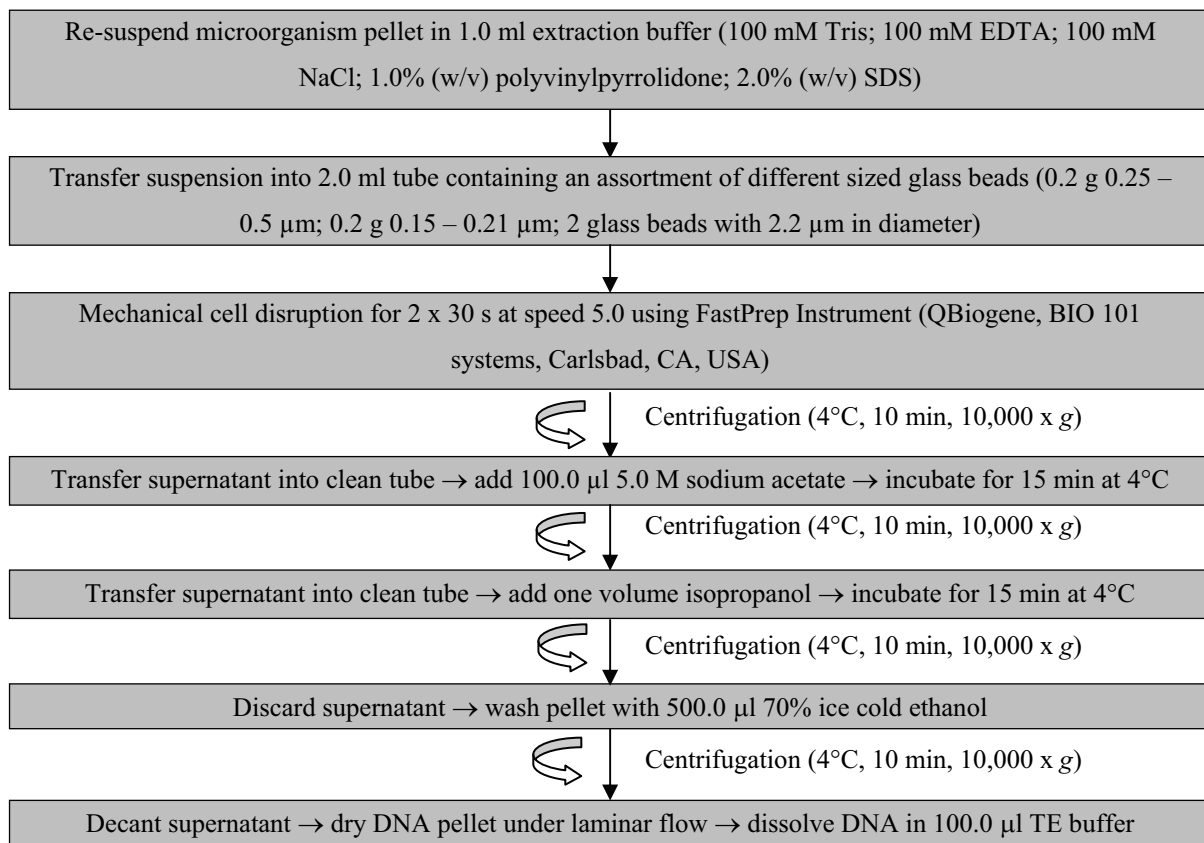 Re-suspend microorganism pellet in 1.0 ml extraction buffer (100 mM Tris; 100 mM EDTA; 100 mM
NaCl; 1.0% (w/v) polyvinylpyrrolidone; 2.0% (w/v) SDS)
Transfer suspension into 2.0 ml tube containing an assortment of different sized glass beads (0.2 g 0.25 –
0.5 µm; 0.2 g 0.15 – 0.21 µm; 2 glass beads with 2.2 µm in diameter)
Mechanical cell disruption for 2 x 30 s at speed 5.0 using FastPrep Instrument (QBiogene, BIO 101
systems, Carlsbad, CA, USA)
Centrifugation (4°C, 10 min, 10,000 x g)
Transfer supernatant into clean tube → add 100.0 µl 5.0 M sodium acetate → incubate for 15 min at 4°C
Centrifugation (4°C, 10 min, 10,000 x g)
Transfer supernatant into clean tube → add one volume isopropanol → incubate for 15 min at 4°C
Centrifugation (4°C, 10 min, 10,000 x g)
Discard supernatant → wash pellet with 500.0 µl 70% ice cold ethanol
Centrifugation (4°C, 10 min, 10,000 x g)
Decant supernatant → dry DNA pellet under laminar flow → dissolve DNA in 100.0 µl TE buffer